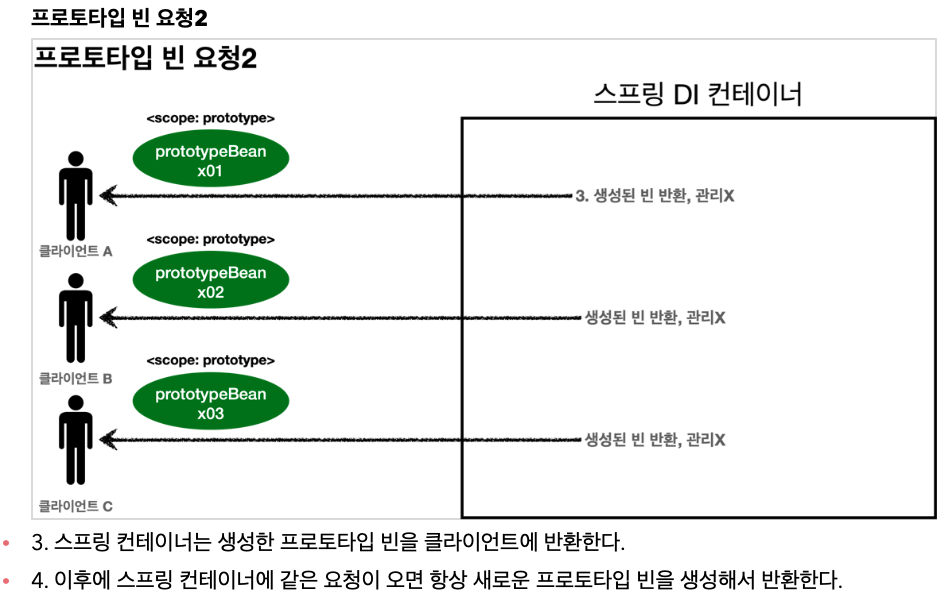 프로토타입 빈 요청2
프로토타입 빈 요청2
스프링 DI 컨테이너
<scope: prototype>
prototypeBean
x01
3. 생성된 빈 반환, 관리X
클라이언트 A
<scope: prototype>
prototypeBean
x02
생성된 빈 반환, 관리X
클라이언트 B
<scope: prototype>
prototypeBean
x03
생성된 빈 반환, 관리X
클라이언트 C
• 3. 스프링 컨테이너는 생성한 프로토타입 빈을 클라이언트에 반환한다.
• 4. 이후에 스프링 컨테이너에 같은 요청이 오면 항상 새로운 프로토타입 빈을 생성해서 반환한다.